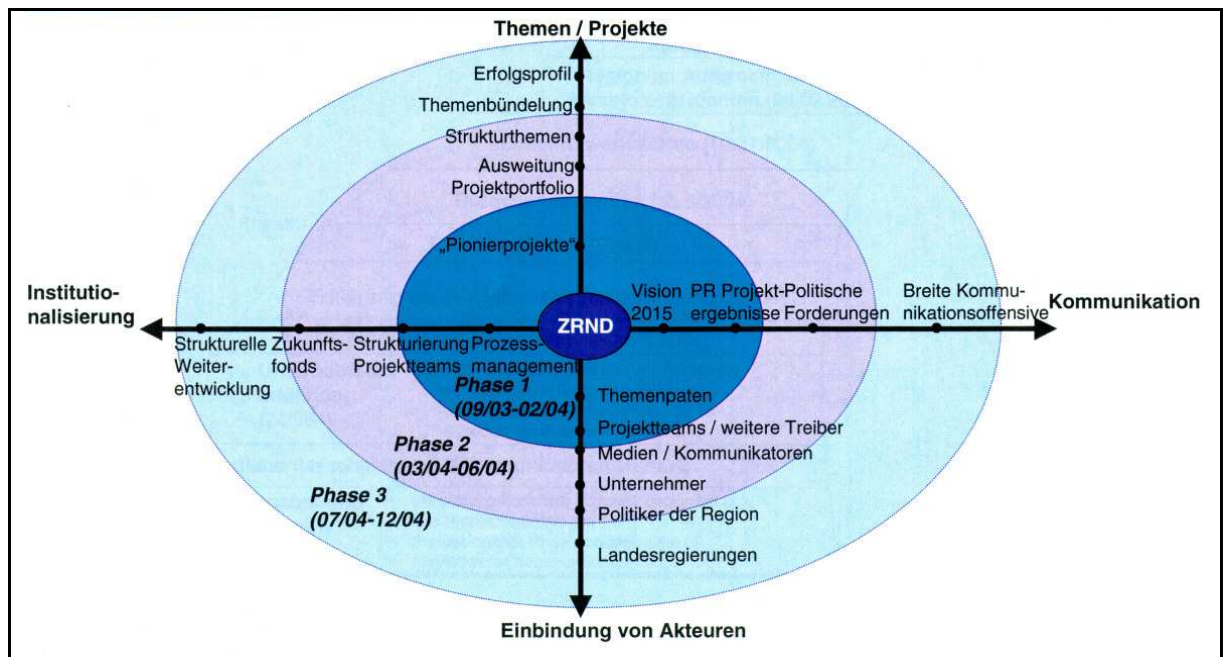 Themen / Projekte
Erfolgsprofil
Themenbündelung
Strukturthemen
Ausweitung
Projektportfolio
„Pionierprojekte“
Institutio-
nalisierung
ZRND
Vision
2015
PR Projekt-
ergebnisse
Politische
Forderungen
Breite Kommu-
nikationsoffensive
Kommunikation
Strukturelle
Weiter-
entwicklung
Zukunfts-
fonds
Strukturierung
Projektteams
Prozess-
management
Phase 1
(09/03-02/04)
Phase 2
(03/04-06/04)
Phase 3
(07/04-12/04)
Themenpaten
Projektteams / weitere Treiber
Medien / Kommunikatoren
Unternehmer
Politiker der Region
Landesregierungen
Einbindung von Akteuren